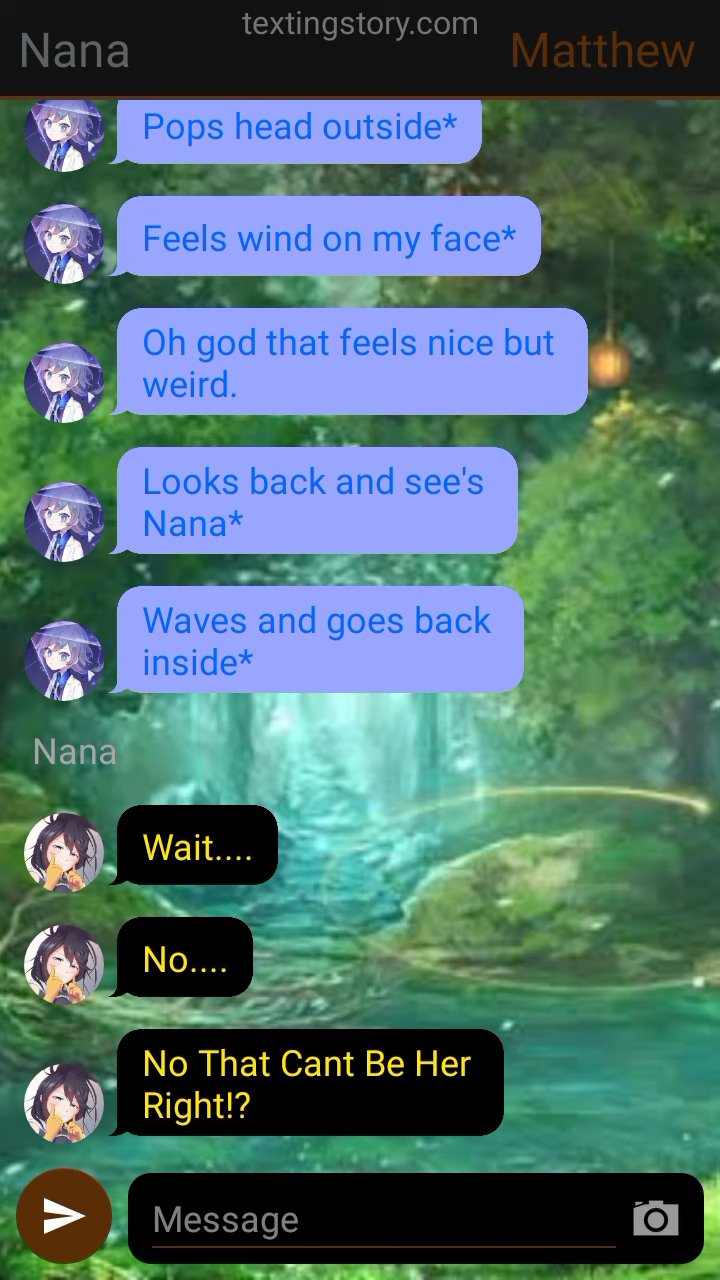 textingstory.com
Nana
Matthew
Pops head outside*
Feels wind on my face*
Oh god that feels nice but
weird.
Looks back and see's
Nana*
Waves and goes back
inside*
Nana
Wait....
No....
No That Cant Be Her
Right!?
Message